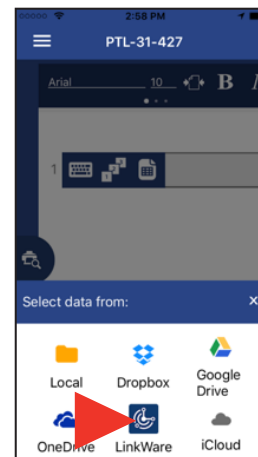 2:58 PM
PTL-31-427
Arial 10 B
1
Select data from: x
Local Dropbox Google Drive
OneDrive LinkWare iCloud